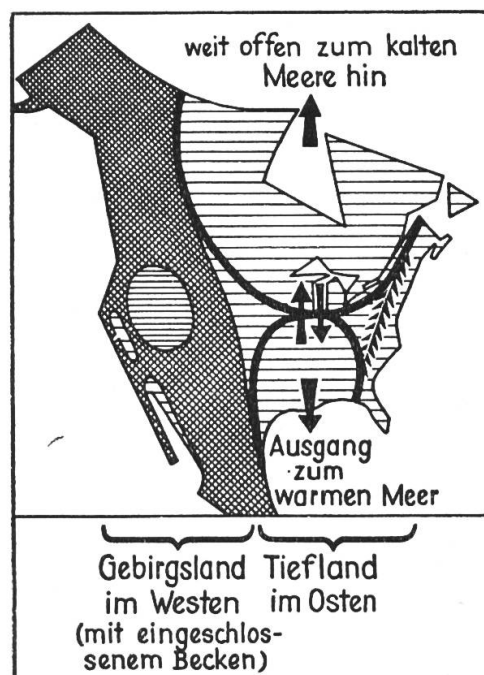 weit offen zum kalten
Meere hin
Ausgang
zum
warmen Meer
Gebirgsland
im Westen
(mit eingeschlos-
senem Becken)
Tiefland
im Osten